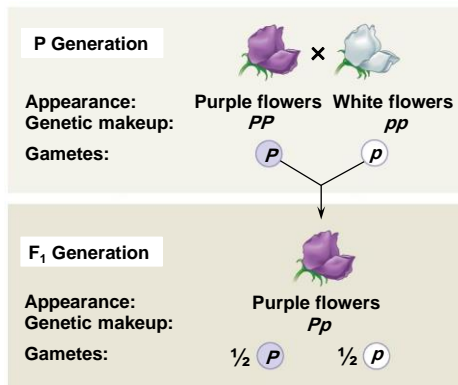 P Generation
×
Appearance: Purple flowers White flowers
Genetic makeup: PP pp
Gametes: P p
F₁ Generation
Appearance: Purple flowers
Genetic makeup: Pp
Gametes: ½ P ½ p